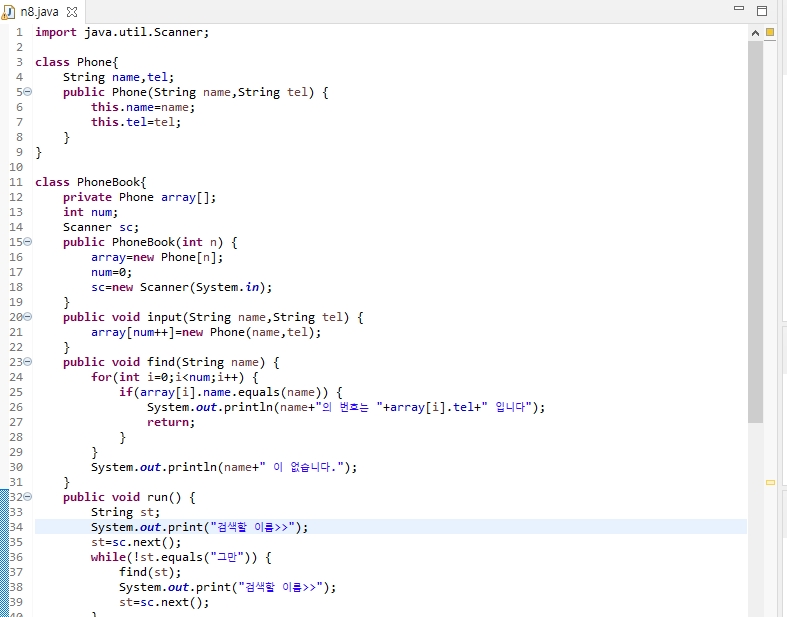 n8.java
1 import java.util.Scanner;
2
3 class Phone{
4     String name,tel;
5     public Phone(String name,String tel) {
6         this.name=name;
7         this.tel=tel;
8     }
9 }
10
11 class PhoneBook{
12     private Phone array[];
13     int num;
14     Scanner sc;
15     public PhoneBook(int n) {
16         array=new Phone[n];
17         num=0;
18         sc=new Scanner(System.in);
19     }
20     public void input(String name,String tel) {
21         array[num++]=new Phone(name,tel);
22     }
23     public void find(String name) {
24         for(int i=0;i<num;i++) {
25             if(array[i].name.equals(name)) {
26                 System.out.println(name+"의 번호는 "+array[i].tel+" 입니다");
27                 return;
28             }
29         }
30         System.out.println(name+" 이 없습니다.");
31     }
32     public void run() {
33         String st;
34         System.out.print("검색할 이름>>");
35         st=sc.next();
36         while(!st.equals("그만")) {
37             find(st);
38             System.out.print("검색할 이름>>");
39             st=sc.next();
40         }